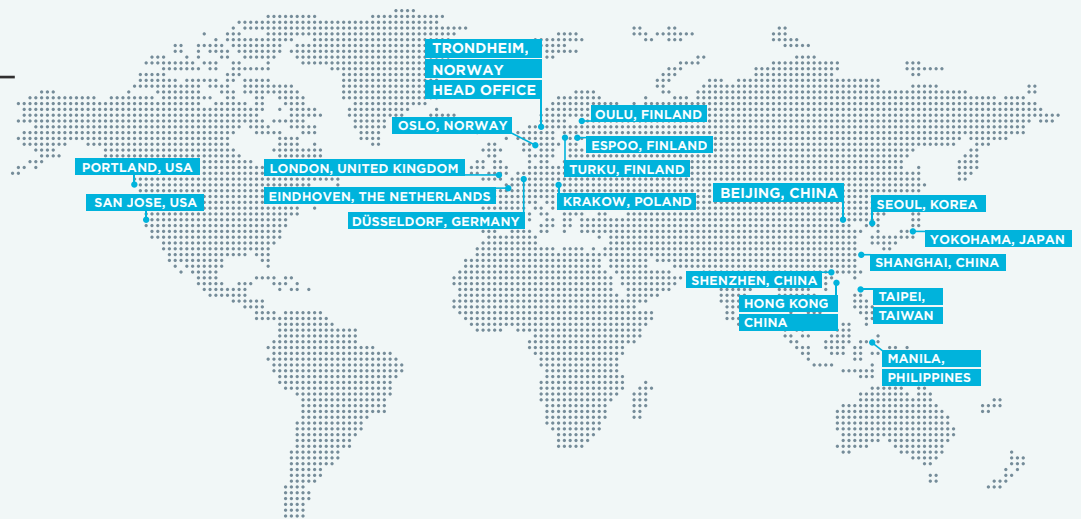 TRONDHEIM,
NORWAY
HEAD OFFICE
OULU, FINLAND
OSLO, NORWAY
ESPOO, FINLAND
PORTLAND, USA
LONDON, UNITED KINGDOM
TURKU, FINLAND
SAN JOSE, USA
EINDHOVEN, THE NETHERLANDS
KRAKOW, POLAND
BEIJING, CHINA
SEOUL, KOREA
DÜSSELDORF, GERMANY
YOKOHAMA, JAPAN
SHANGHAI, CHINA
SHENZHEN, CHINA
HONG KONG
CHINA
TAIPEI,
TAIWAN
MANILA,
PHILIPPINES